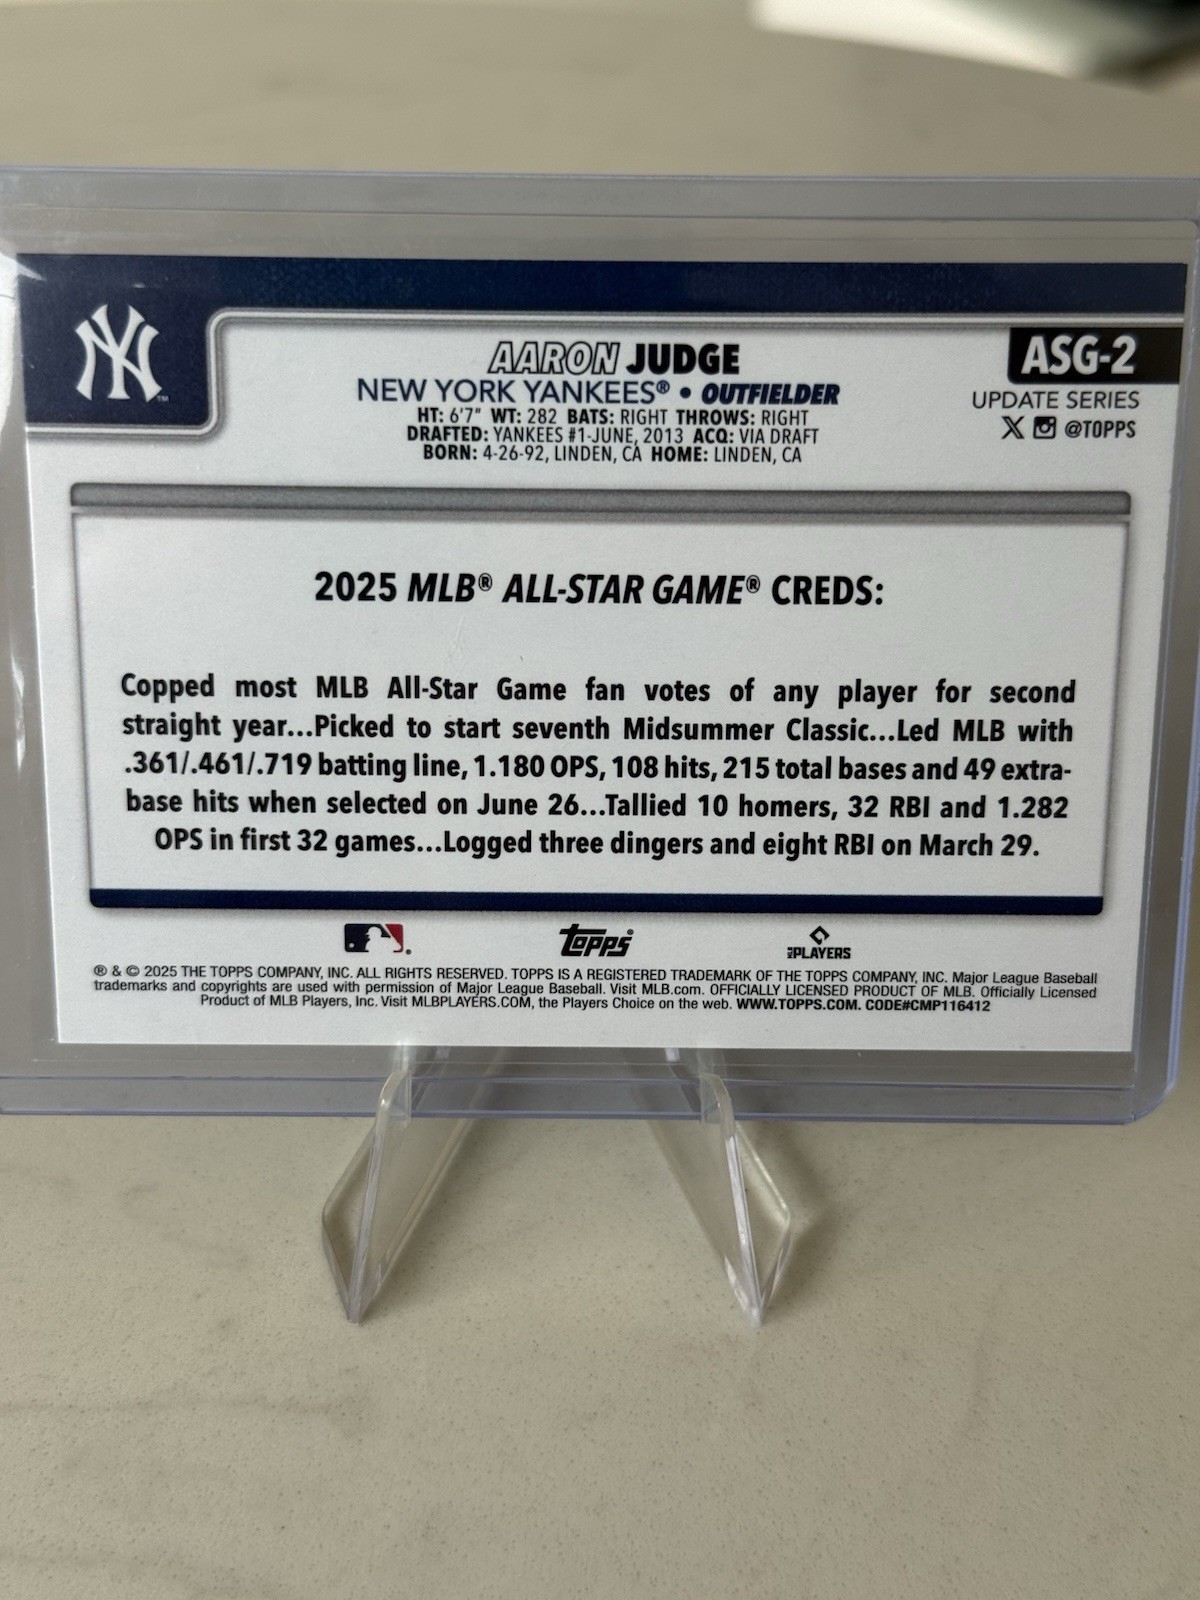 NY
TM
AARON JUDGE
NEW YORK YANKEES® • OUTFIELDER
HT: 6'7" WT: 282 BATS: RIGHT THROWS: RIGHT
DRAFTED: YANKEES #1-JUNE, 2013 ACQ: VIA DRAFT
BORN: 4-26-92, LINDEN, CA HOME: LINDEN, CA
ASG-2
UPDATE SERIES
X @TOPPS
2025 MLB® ALL-STAR GAME® CREDS:
Copped most MLB All-Star Game fan votes of any player for second
straight year...Picked to start seventh Midsummer Classic...Led MLB with
.361/.461/.719 batting line, 1.180 OPS, 108 hits, 215 total bases and 49 extra-
base hits when selected on June 26...Tallied 10 homers, 32 RBI and 1.282
OPS in first 32 games...Logged three dingers and eight RBI on March 29.
Topps®
MLB PLAYERS
® & © 2025 THE TOPPS COMPANY, INC. ALL RIGHTS RESERVED. TOPPS IS A REGISTERED TRADEMARK OF THE TOPPS COMPANY, INC. Major League Baseball
trademarks and copyrights are used with permission of Major League Baseball. Visit MLB.com. OFFICIALLY LICENSED PRODUCT OF MLB. Officially Licensed
Product of MLB Players, Inc. Visit MLBPLAYERS.COM, the Players Choice on the web. WWW.TOPPS.COM. CODE#CMP116412